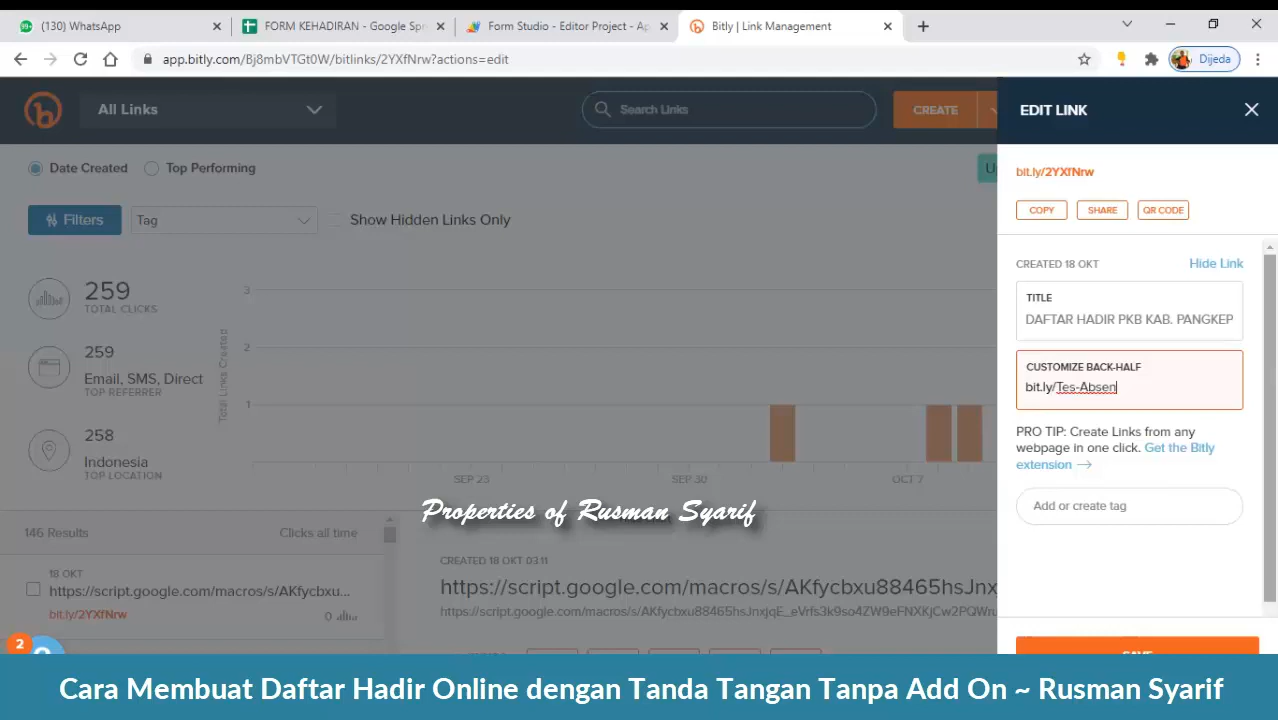 99+
(130) WhatsApp
FORM KEHADIRAN - Google Spr
Form Studio - Editor Project - Ap
Bitly | Link Management
app.bitly.com/Bj8mbVTGt0W/bitlinks/2YXfNrw?actions=edit
Dijeda
All Links
Search Links
CREATE
EDIT LINK
Date Created
Top Performing
bit.ly/2YXfNrw
COPY
SHARE
QR CODE
Filters
Tag
Show Hidden Links Only
CREATED 18 OKT
Hide Link
TITLE
DAFTAR HADIR PKB KAB. PANGKEP
CUSTOMIZE BACK-HALF
bit.ly/Tes-Absen
PRO TIP: Create Links from any
webpage in one click. Get the Bitly
extension →
Add or create tag
259
TOTAL CLICKS
259
Email, SMS, Direct
TOP REFERRER
258
Indonesia
TOP LOCATION
Total Links Created
3
2
1
SEP 23
SEP 30
OCT 7
Properties of Rusman Syarif
146 Results
Clicks all time
18 OKT
https://script.google.com/macros/s/AKfycbxu...
bit.ly/2YXfNrw
0
CREATED 18 OKT 03.11
https://script.google.com/macros/s/AKfycbxu88465hsJnx
SAVE
2
Cara Membuat Daftar Hadir Online dengan Tanda Tangan Tanpa Add On ~ Rusman Syarif